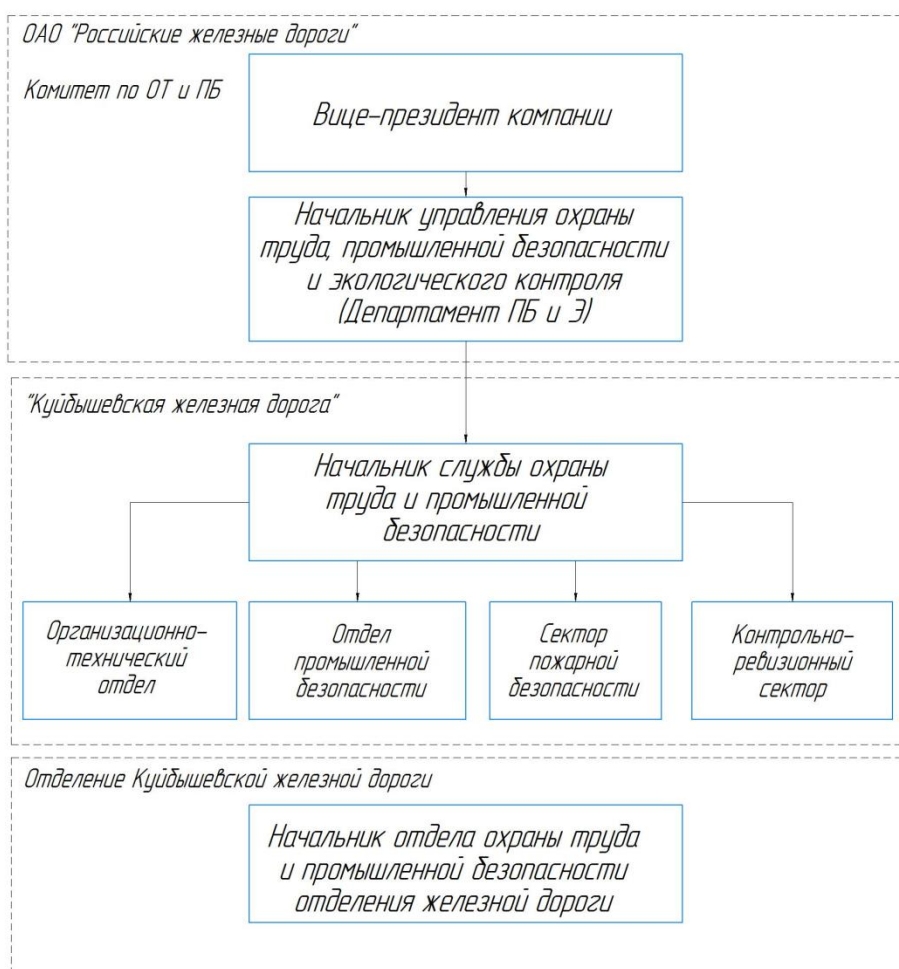 ОАО "Российские железные дороги"
Комитет по ОТ и ПБ
Вице-президент компании
Начальник управления охраны
труда, промышленной безопасности
и экологического контроля
(Департамент ПБ и Э)
"Куйбышевская железная дорога"
Начальник службы охраны
труда и промышленной
безопасности
Организационно-
технический
отдел
Отдел
промышленной
безопасности
Сектор
пожарной
безопасности
Контрольно-
ревизионный
сектор
Отделение Куйбышевской железной дороги
Начальник отдела охраны труда
и промышленной безопасности
отделения железной дороги